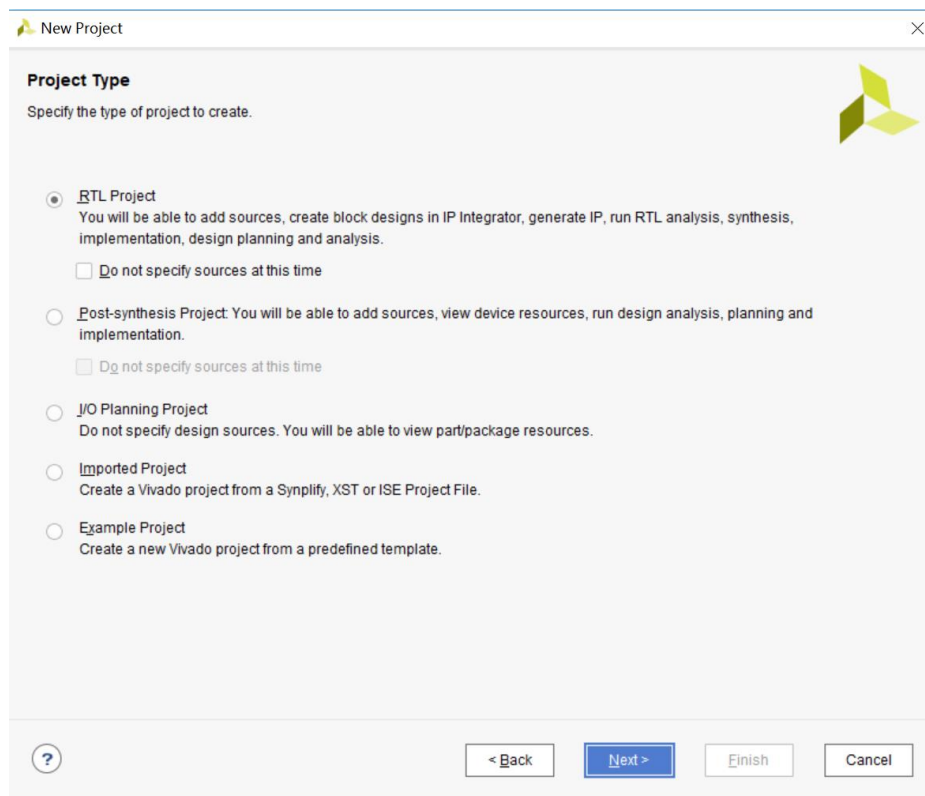 New Project
Project Type
Specify the type of project to create.
RTL Project
You will be able to add sources, create block designs in IP Integrator, generate IP, run RTL analysis, synthesis,
implementation, design planning and analysis.
Do not specify sources at this time
Post-synthesis Project: You will be able to add sources, view device resources, run design analysis, planning and
implementation.
Do not specify sources at this time
I/O Planning Project
Do not specify design sources. You will be able to view part/package resources.
Imported Project
Create a Vivado project from a Synplify, XST or ISE Project File.
Example Project
Create a new Vivado project from a predefined template.
? < Back Next > Finish Cancel